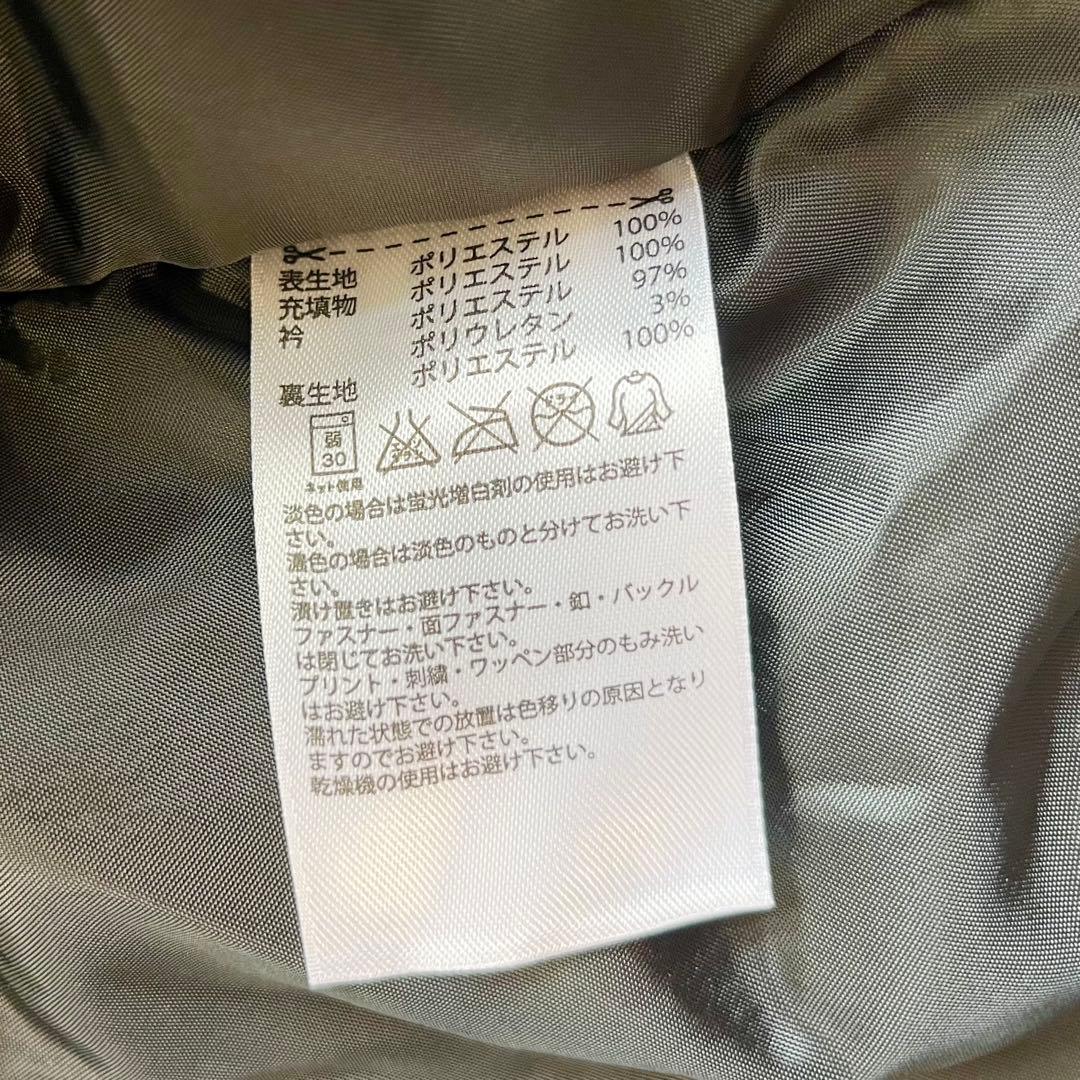 表生地 ポリエステル 100%
充填物 ポリエステル 100%
衿 ポリエステル 97%
ポリウレタン 3%
裏生地 ポリエステル 100%
弱
30
ネット使用
エンソ
サラシ
ドライ
淡色の場合は蛍光増白剤の使用はお避け下
さい。
濃色の場合は淡色のものと分けてお洗い下
さい。
漬け置きはお避け下さい。
ファスナー・面ファスナー・釦・バックル
は閉じてお洗い下さい。
プリント・刺繍・ワッペン部分のもみ洗い
はお避け下さい。
濡れた状態での放置は色移りの原因となり
ますのでお避け下さい。
乾燥機の使用はお避け下さい。